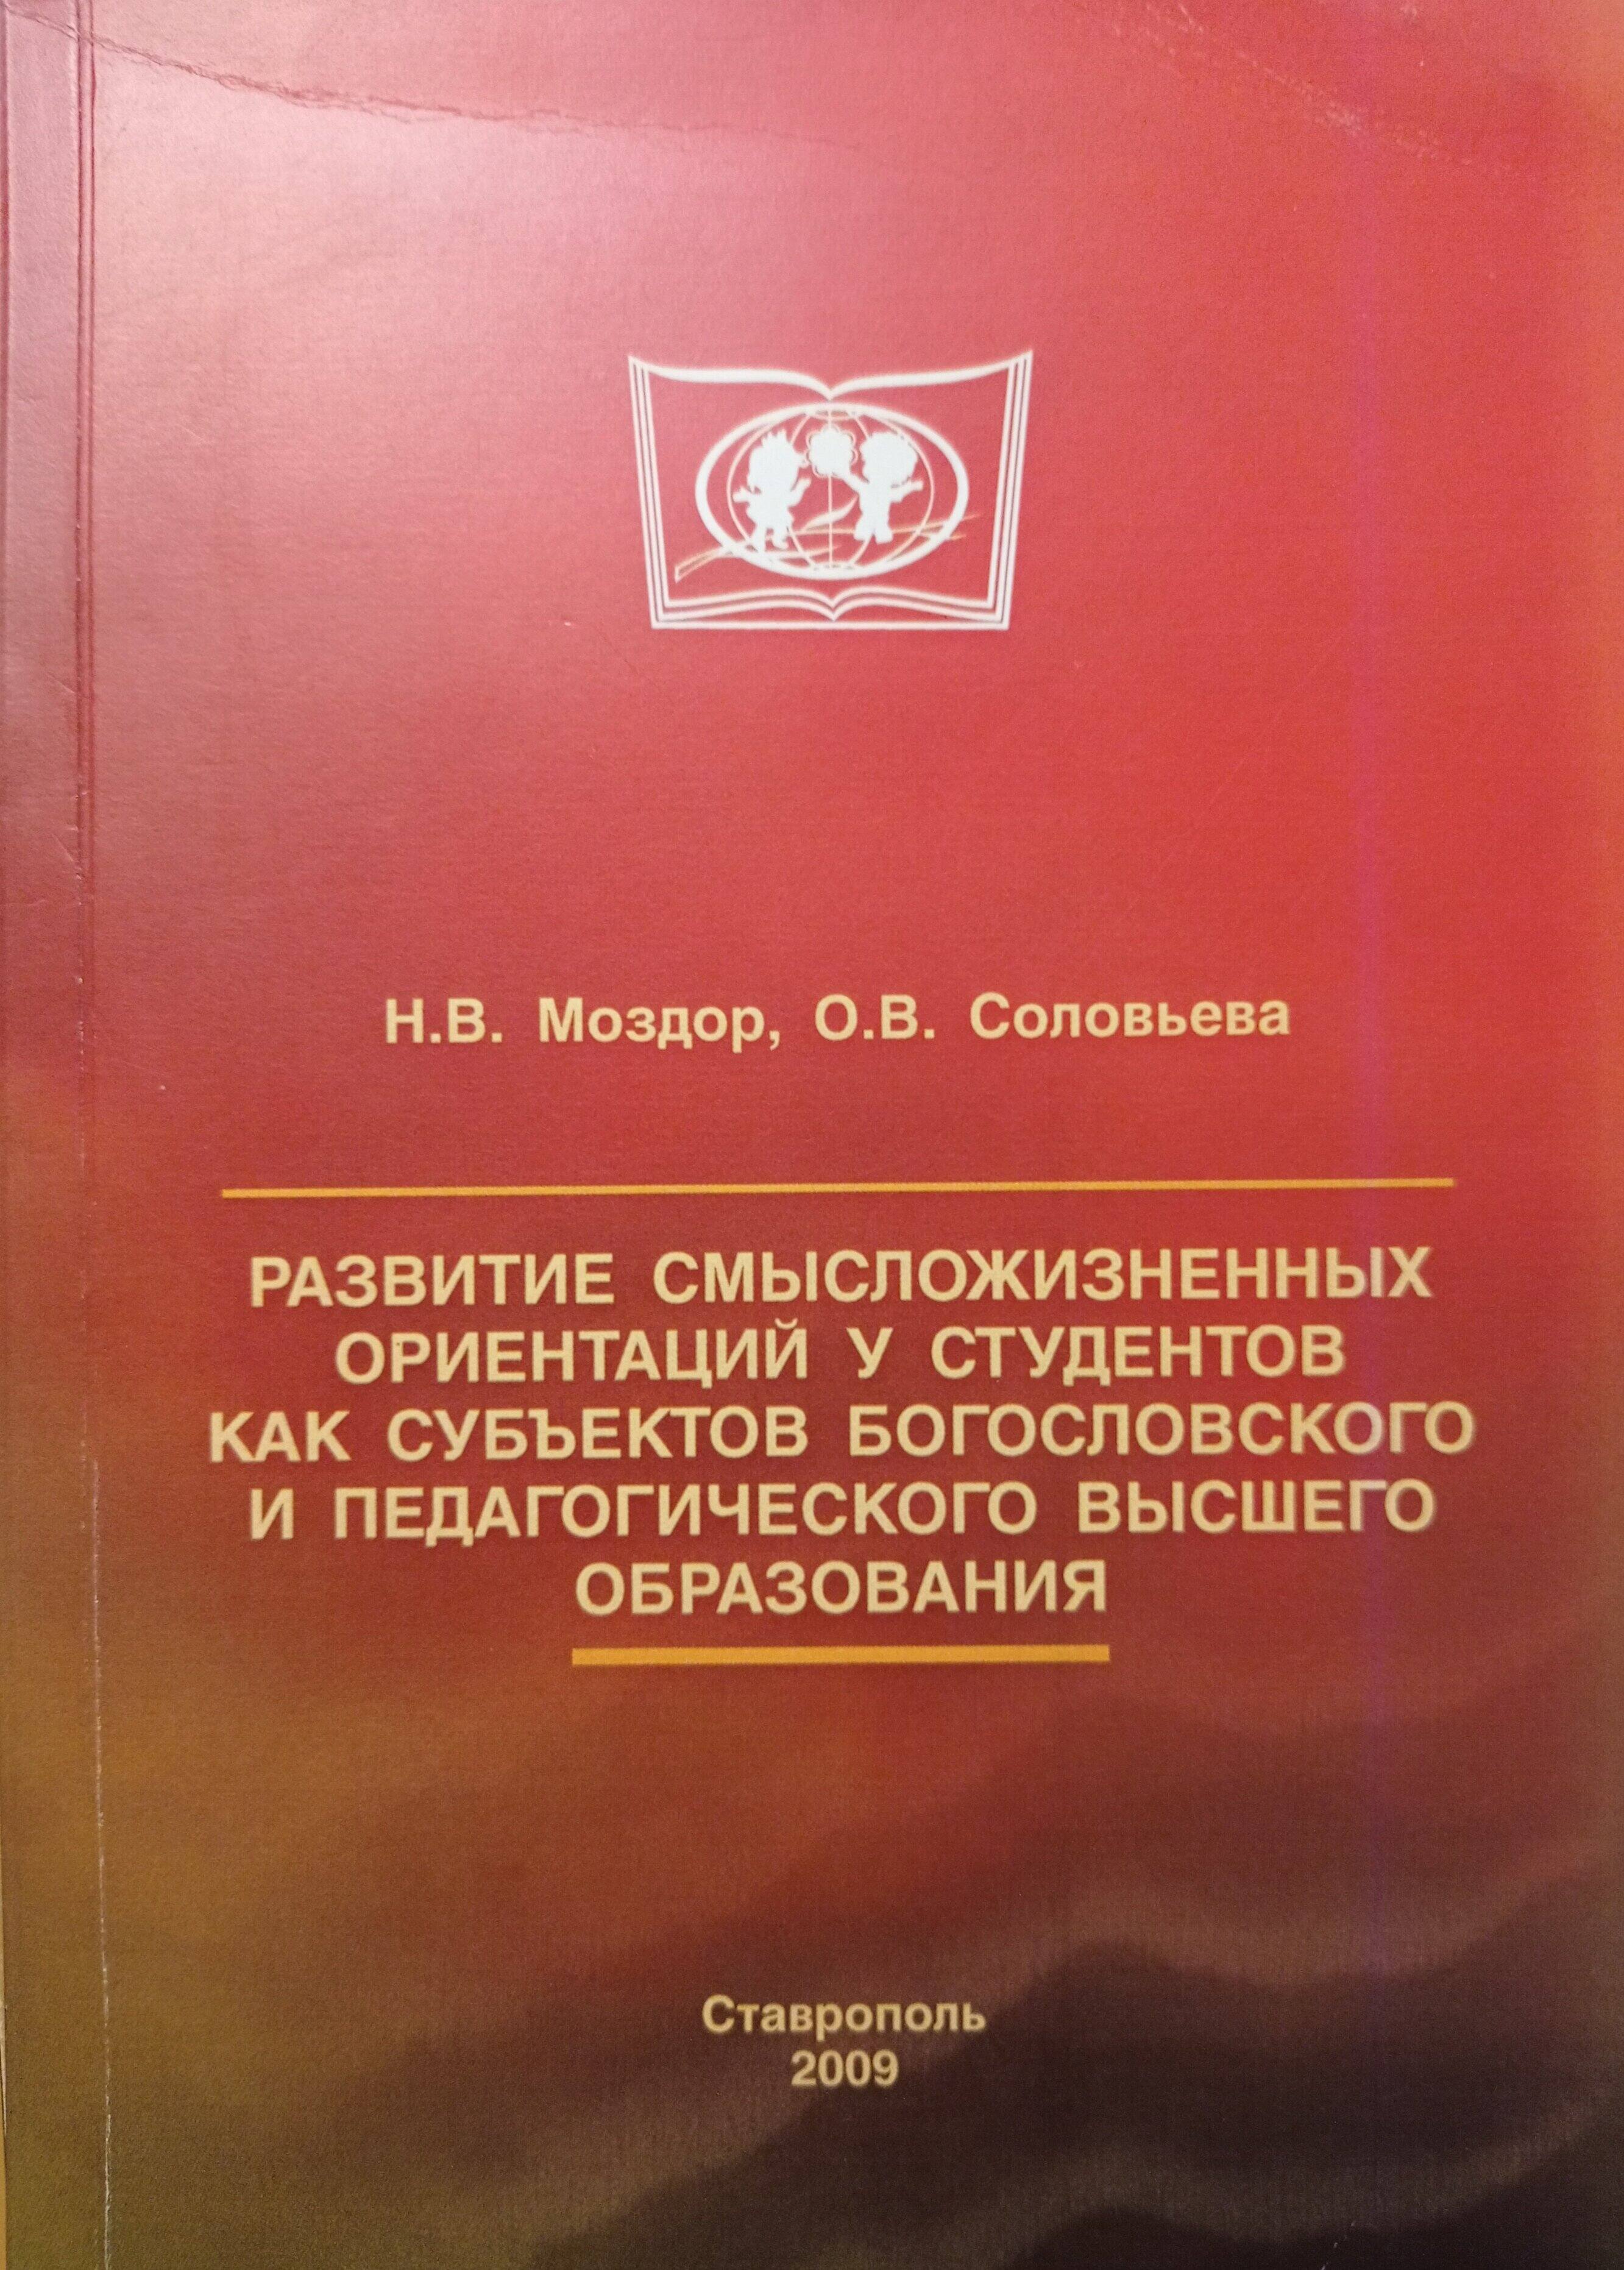 Н.В. Моздор, О.В. Соловьева
РАЗВИТИЕ СМЫСЛОЖИЗНЕННЫХ
ОРИЕНТАЦИЙ У СТУДЕНТОВ
КАК СУБЪЕКТОВ БОГОСЛОВСКОГО
И ПЕДАГОГИЧЕСКОГО ВЫСШЕГО
ОБРАЗОВАНИЯ
Ставрополь
2009